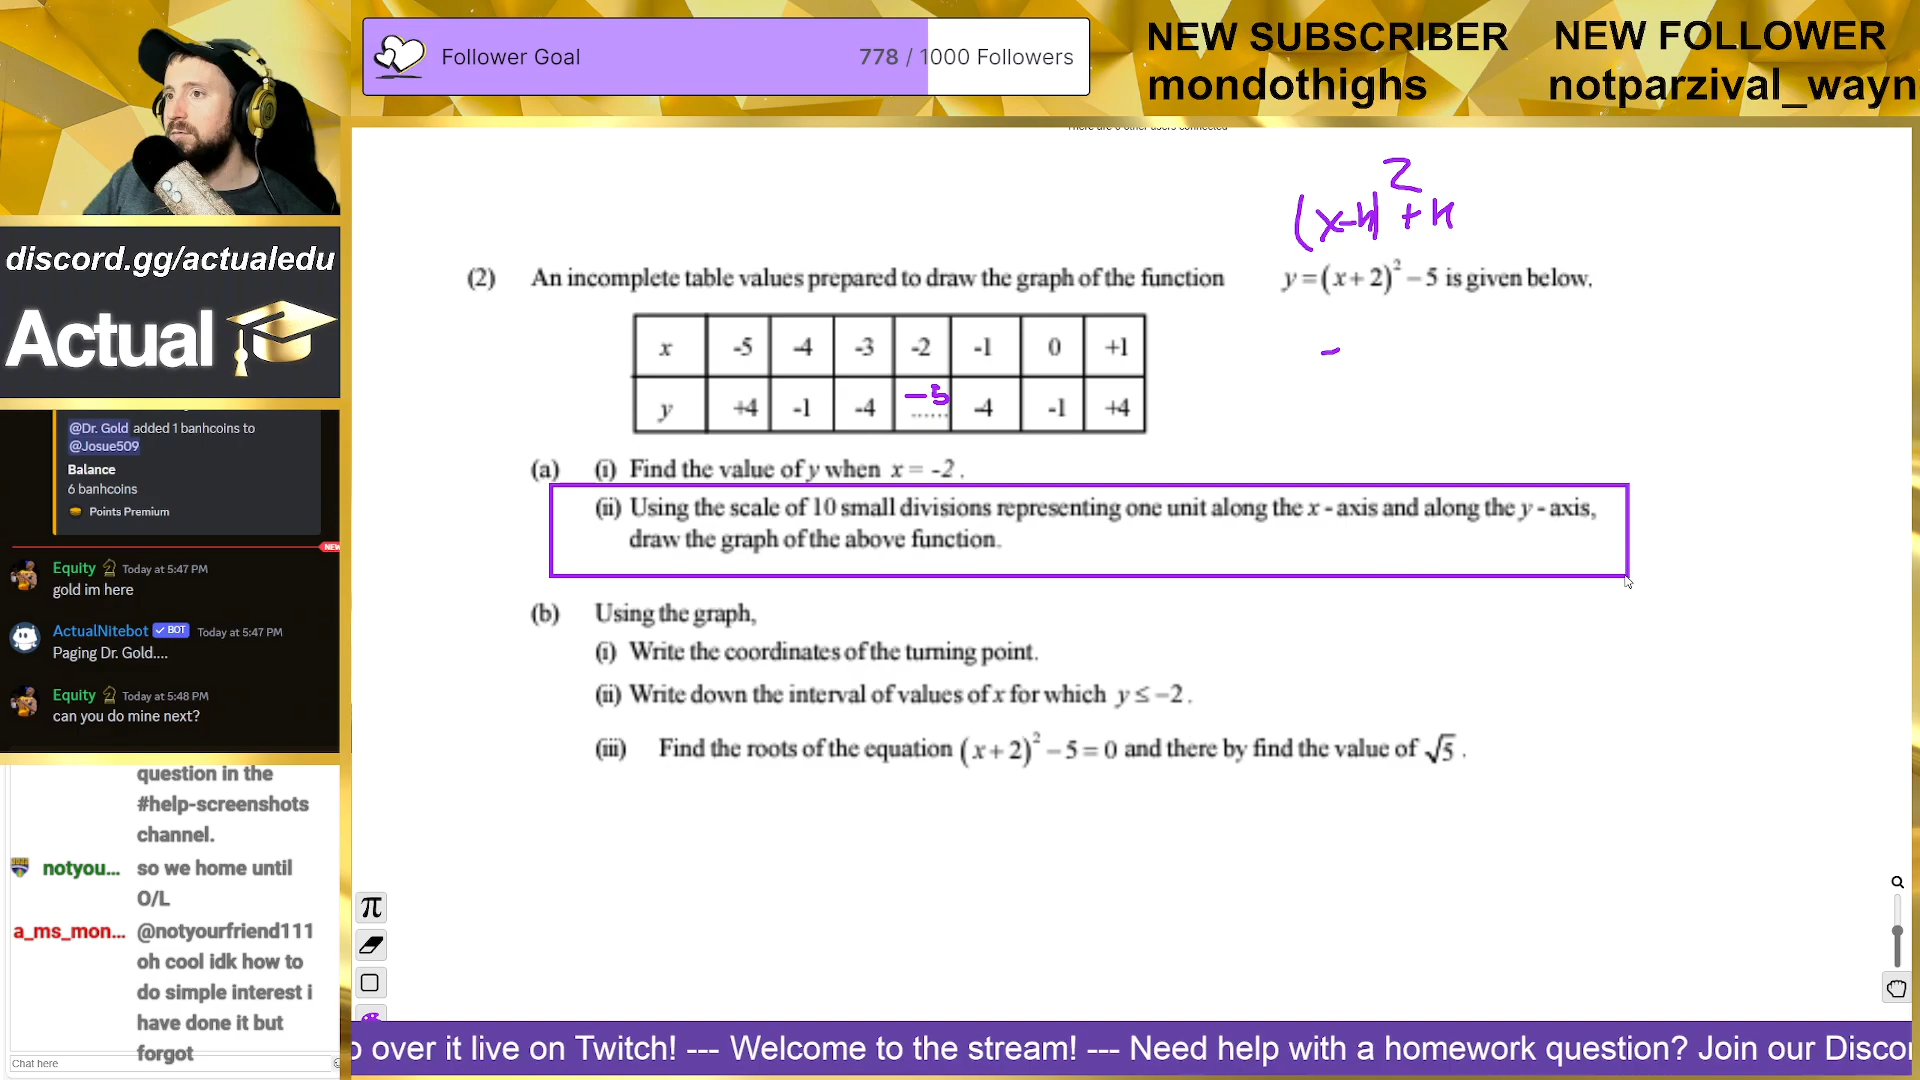 Follower Goal
778 / 1000 Followers
NEW SUBSCRIBER
mondothighs
NEW FOLLOWER
notparzival_wayn
discord.gg/actualedu
Actual
@Dr. Gold added 1 banhcoins to
@Josue509
Balance
6 banhcoins
Points Premium
NEW
Equity Today at 5:47 PM
gold im here
ActualNitebot ✓ BOT Today at 5:47 PM
Paging Dr. Gold....
Equity Today at 5:48 PM
can you do mine next?
question in the
#help-screenshots
channel.
notyou... so we home until
O/L
a_ms_mon... @notyourfriend111
oh cool idk how to
do simple interest i
have done it but
forgot
Chat here
(x-h)² + k
(2) An incomplete table values prepared to draw the graph of the function y = (x + 2)² – 5 is given below.
x -5 -4 -3 -2 -1 0 +1
y +4 -1 -4 -5 ...... -4 -1 +4
(a) (i) Find the value of y when x = -2 .
(ii) Using the scale of 10 small divisions representing one unit along the x - axis and along the y - axis,
draw the graph of the above function.
(b) Using the graph,
(i) Write the coordinates of the turning point.
(ii) Write down the interval of values of x for which y ≤ –2 .
(iii) Find the roots of the equation (x + 2)² – 5 = 0 and there by find the value of √5 .
π
o over it live on Twitch! --- Welcome to the stream! --- Need help with a homework question? Join our Disco